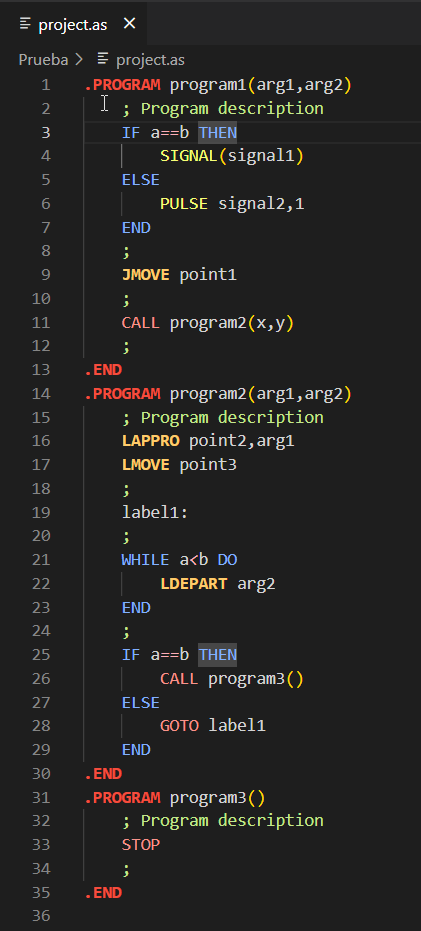 project.as ×
Prueba > project.as
1 .PROGRAM program1(arg1,arg2)
2 ; Program description
3 IF a==b THEN
4 SIGNAL(signal1)
5 ELSE
6 PULSE signal2,1
7 END
8 ;
9 JMOVE point1
10 ;
11 CALL program2(x,y)
12 ;
13 .END
14 .PROGRAM program2(arg1,arg2)
15 ; Program description
16 LAPPRO point2,arg1
17 LMOVE point3
18 ;
19 label1:
20 ;
21 WHILE a<b DO
22 LDEPART arg2
23 END
24 ;
25 IF a==b THEN
26 CALL program3()
27 ELSE
28 GOTO label1
29 END
30 .END
31 .PROGRAM program3()
32 ; Program description
33 STOP
34 ;
35 .END
36